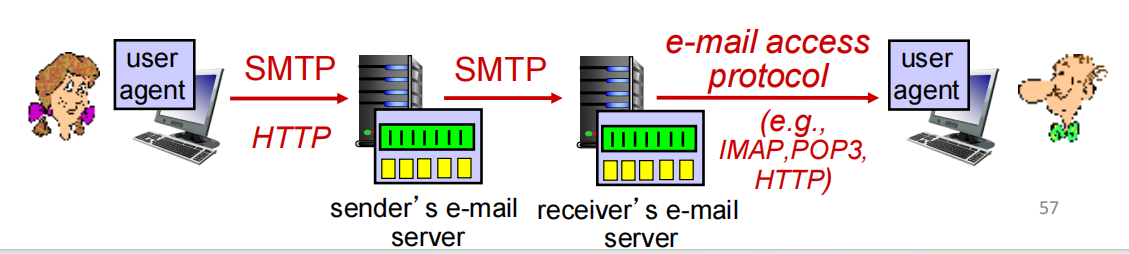 user
agent
SMTP
HTTP
SMTP
e-mail access
protocol
(e.g.,
IMAP,POP3,
HTTP)
user
agent
sender’s e-mail
server
receiver’s e-mail
server
57